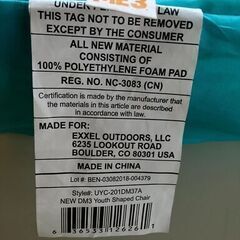 UNDER PENALTY OF LAW
THIS TAG NOT TO BE REMOVED
EXCEPT BY THE CONSUMER
ALL NEW MATERIAL
CONSISTING OF
100% POLYETHYLENE FOAM PAD
REG. NO. NC-3083 (CN)
Certification is made by the manufacturer that
the materials in this article are described
in accordance with law.
MADE FOR:
EXXEL OUTDOORS, LLC
6235 LOOKOUT ROAD
BOULDER, CO 80301 USA
MADE IN CHINA
Lot #: BEN-03082018-004379
Style #: UYC-201DM37A
NEW DM3 Youth Shaped Chair